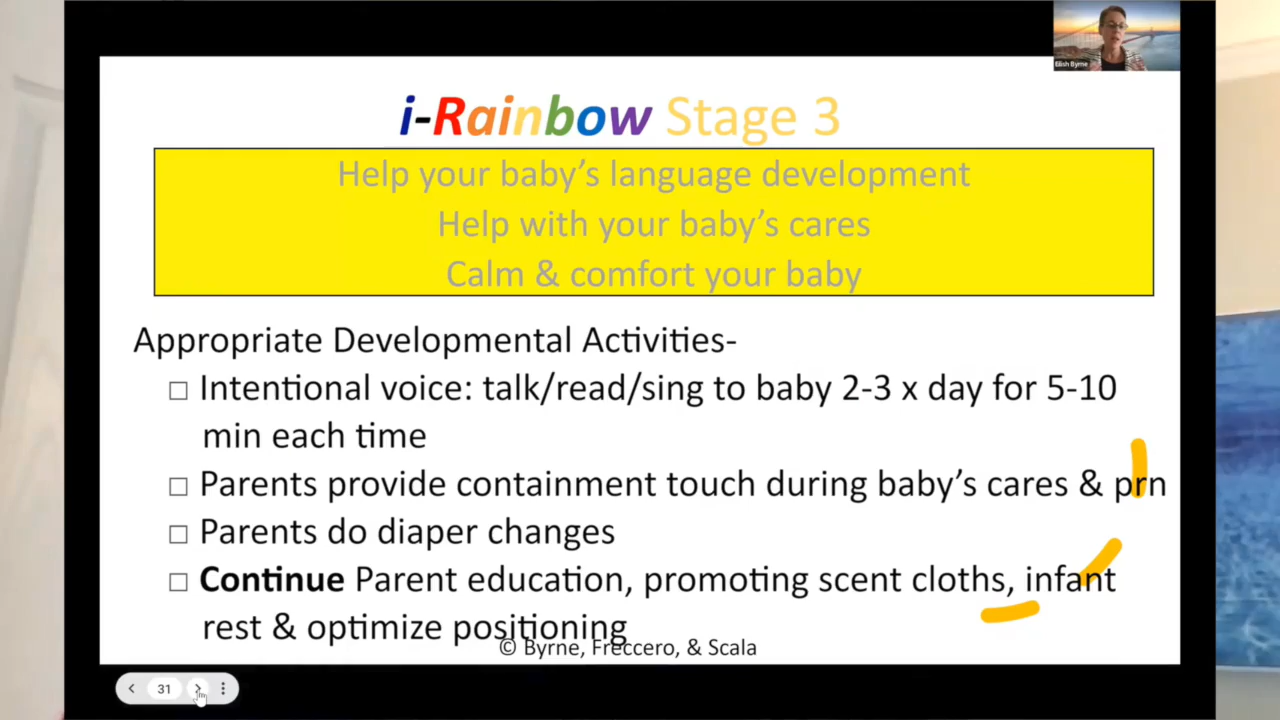 Eilish Byrne
i-Rainbow Stage 3
Help your baby’s language development
Help with your baby’s cares
Calm & comfort your baby
Appropriate Developmental Activities-
□ Intentional voice: talk/read/sing to baby 2-3 x day for 5-10
min each time
□ Parents provide containment touch during baby’s cares & prn
□ Parents do diaper changes
□ Continue Parent education, promoting scent cloths, infant
rest & optimize positioning
© Byrne, Freccero, & Scala
31